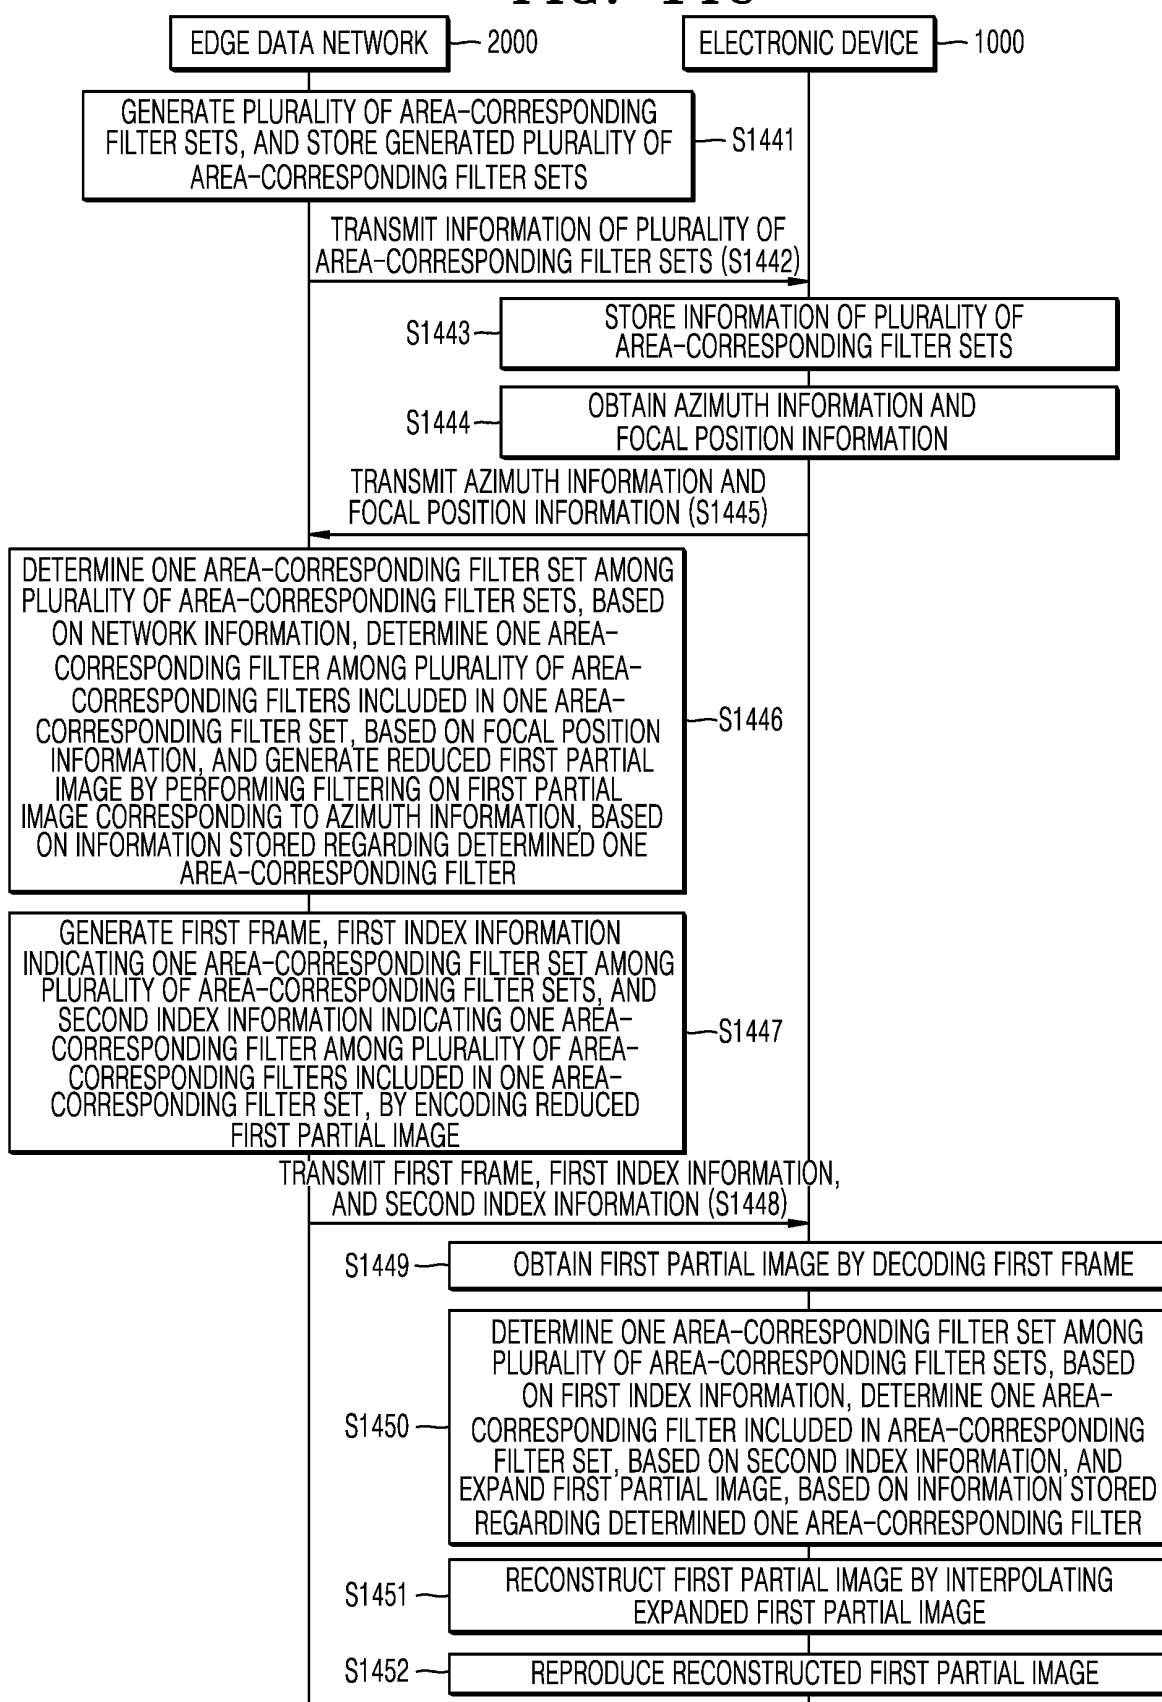 EDGE DATA NETWORK
2000
ELECTRONIC DEVICE
1000
GENERATE PLURALITY OF AREA-CORRESPONDING
FILTER SETS, AND STORE GENERATED PLURALITY OF
AREA-CORRESPONDING FILTER SETS
S1441
TRANSMIT INFORMATION OF PLURALITY OF
AREA-CORRESPONDING FILTER SETS (S1442)
S1443
STORE INFORMATION OF PLURALITY OF
AREA-CORRESPONDING FILTER SETS
S1444
OBTAIN AZIMUTH INFORMATION AND
FOCAL POSITION INFORMATION
TRANSMIT AZIMUTH INFORMATION AND
FOCAL POSITION INFORMATION (S1445)
DETERMINE ONE AREA-CORRESPONDING FILTER SET AMONG
PLURALITY OF AREA-CORRESPONDING FILTER SETS, BASED
ON NETWORK INFORMATION, DETERMINE ONE AREA-
CORRESPONDING FILTER AMONG PLURALITY OF AREA-
CORRESPONDING FILTERS INCLUDED IN ONE AREA-
CORRESPONDING FILTER SET, BASED ON FOCAL POSITION
INFORMATION, AND GENERATE REDUCED FIRST PARTIAL
IMAGE BY PERFORMING FILTERING ON FIRST PARTIAL
IMAGE CORRESPONDING TO AZIMUTH INFORMATION, BASED
ON INFORMATION STORED REGARDING DETERMINED ONE
AREA-CORRESPONDING FILTER
S1446
GENERATE FIRST FRAME, FIRST INDEX INFORMATION
INDICATING ONE AREA-CORRESPONDING FILTER SET AMONG
PLURALITY OF AREA-CORRESPONDING FILTER SETS, AND
SECOND INDEX INFORMATION INDICATING ONE AREA-
CORRESPONDING FILTER AMONG PLURALITY OF AREA-
CORRESPONDING FILTERS INCLUDED IN ONE AREA-
CORRESPONDING FILTER SET, BY ENCODING REDUCED
FIRST PARTIAL IMAGE
S1447
TRANSMIT FIRST FRAME, FIRST INDEX INFORMATION,
AND SECOND INDEX INFORMATION (S1448)
S1449
OBTAIN FIRST PARTIAL IMAGE BY DECODING FIRST FRAME
S1450
DETERMINE ONE AREA-CORRESPONDING FILTER SET AMONG
PLURALITY OF AREA-CORRESPONDING FILTER SETS, BASED
ON FIRST INDEX INFORMATION, DETERMINE ONE AREA-
CORRESPONDING FILTER INCLUDED IN AREA-CORRESPONDING
FILTER SET, BASED ON SECOND INDEX INFORMATION, AND
EXPAND FIRST PARTIAL IMAGE, BASED ON INFORMATION STORED
REGARDING DETERMINED ONE AREA-CORRESPONDING FILTER
S1451
RECONSTRUCT FIRST PARTIAL IMAGE BY INTERPOLATING
EXPANDED FIRST PARTIAL IMAGE
S1452
REPRODUCE RECONSTRUCTED FIRST PARTIAL IMAGE